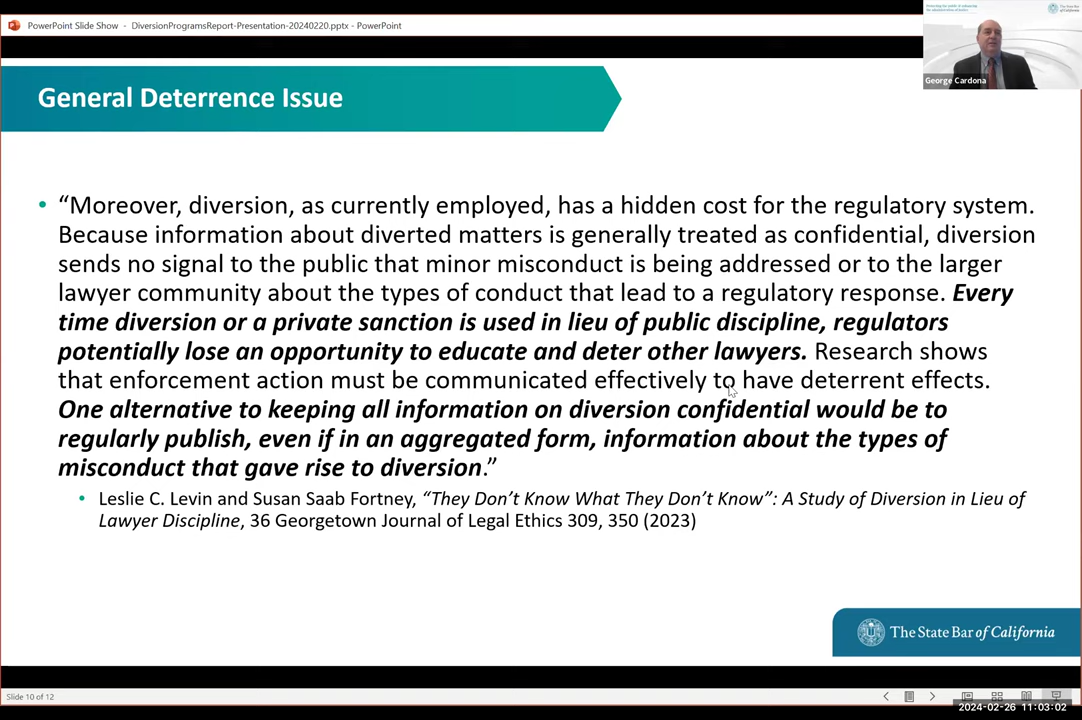 PowerPoint Slide Show - DiversionProgramsReport-Presentation-20240220.pptx - PowerPoint
George Cardona
General Deterrence Issue
• “Moreover, diversion, as currently employed, has a hidden cost for the regulatory system.
Because information about diverted matters is generally treated as confidential, diversion
sends no signal to the public that minor misconduct is being addressed or to the larger
lawyer community about the types of conduct that lead to a regulatory response. Every
time diversion or a private sanction is used in lieu of public discipline, regulators
potentially lose an opportunity to educate and deter other lawyers. Research shows
that enforcement action must be communicated effectively to have deterrent effects.
One alternative to keeping all information on diversion confidential would be to
regularly publish, even if in an aggregated form, information about the types of
misconduct that gave rise to diversion.”
• Leslie C. Levin and Susan Saab Fortney, “They Don’t Know What They Don’t Know”: A Study of Diversion in Lieu of
Lawyer Discipline, 36 Georgetown Journal of Legal Ethics 309, 350 (2023)
The State Bar of California
Slide 10 of 12
2024-02-26 11:03:02